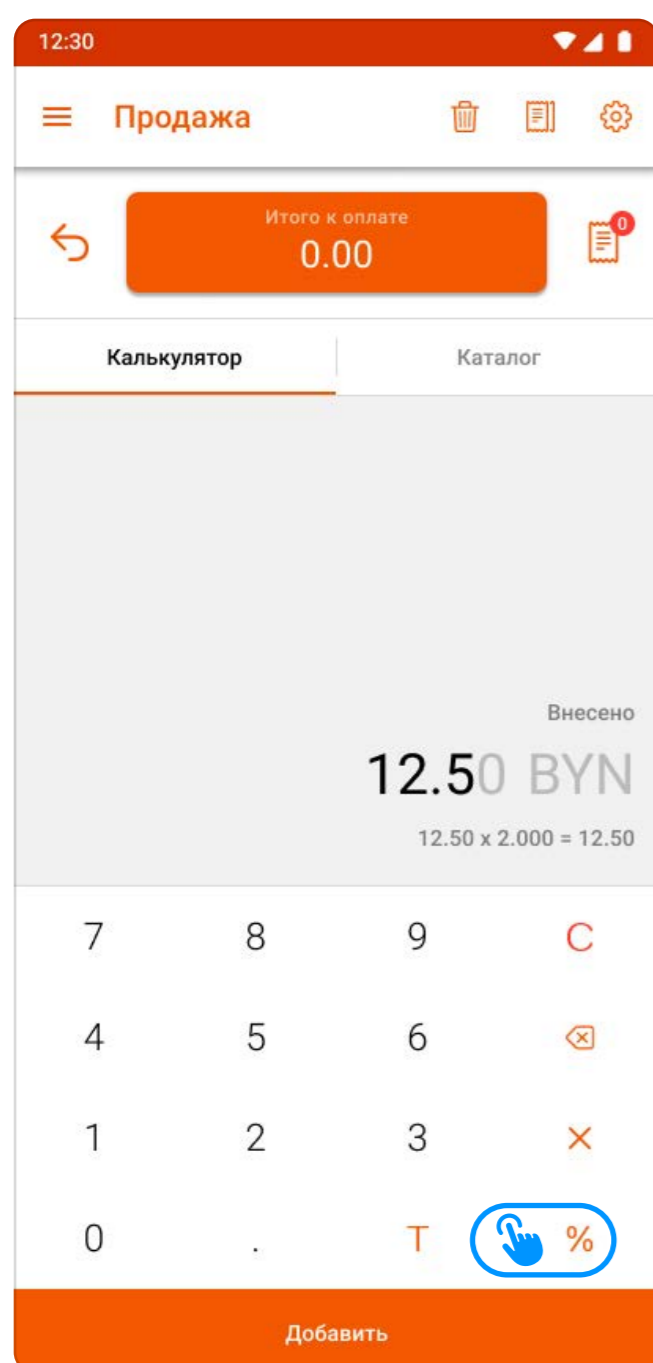 12:30
Продажа
Итого к оплате
0.00
0
Калькулятор Каталог
Внесено
12.50 BYN
12.50 x 2.000 = 12.50
7 8 9 C
4 5 6
1 2 3 ×
0 . T %
Добавить